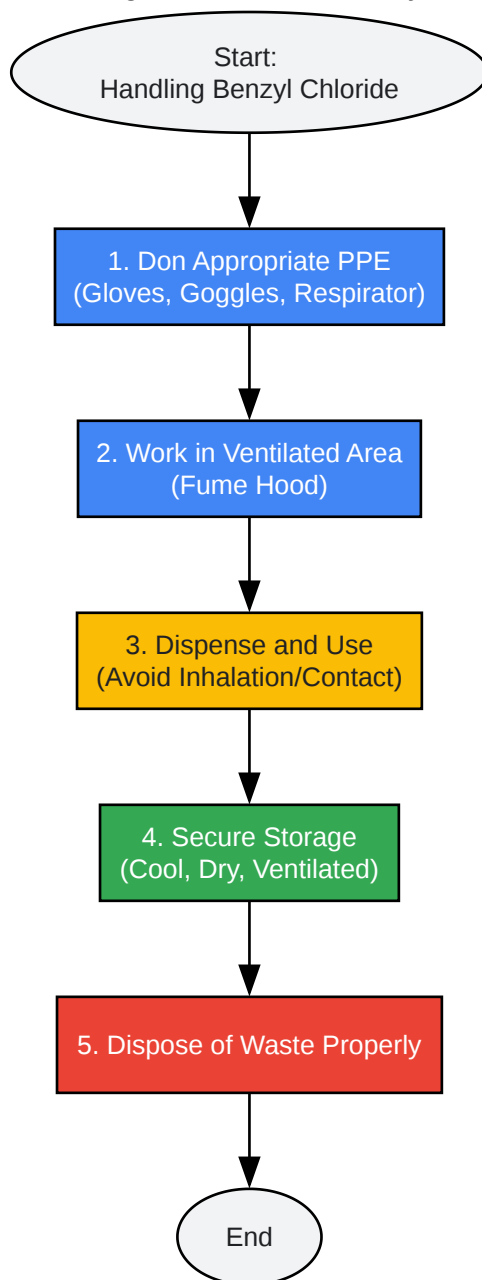 Start:
Handling Benzyl Chloride
1. Don Appropriate PPE
(Gloves, Goggles, Respirator)
2. Work in Ventilated Area
(Fume Hood)
3. Dispense and Use
(Avoid Inhalation/Contact)
4. Secure Storage
(Cool, Dry, Ventilated)
5. Dispose of Waste Properly
End